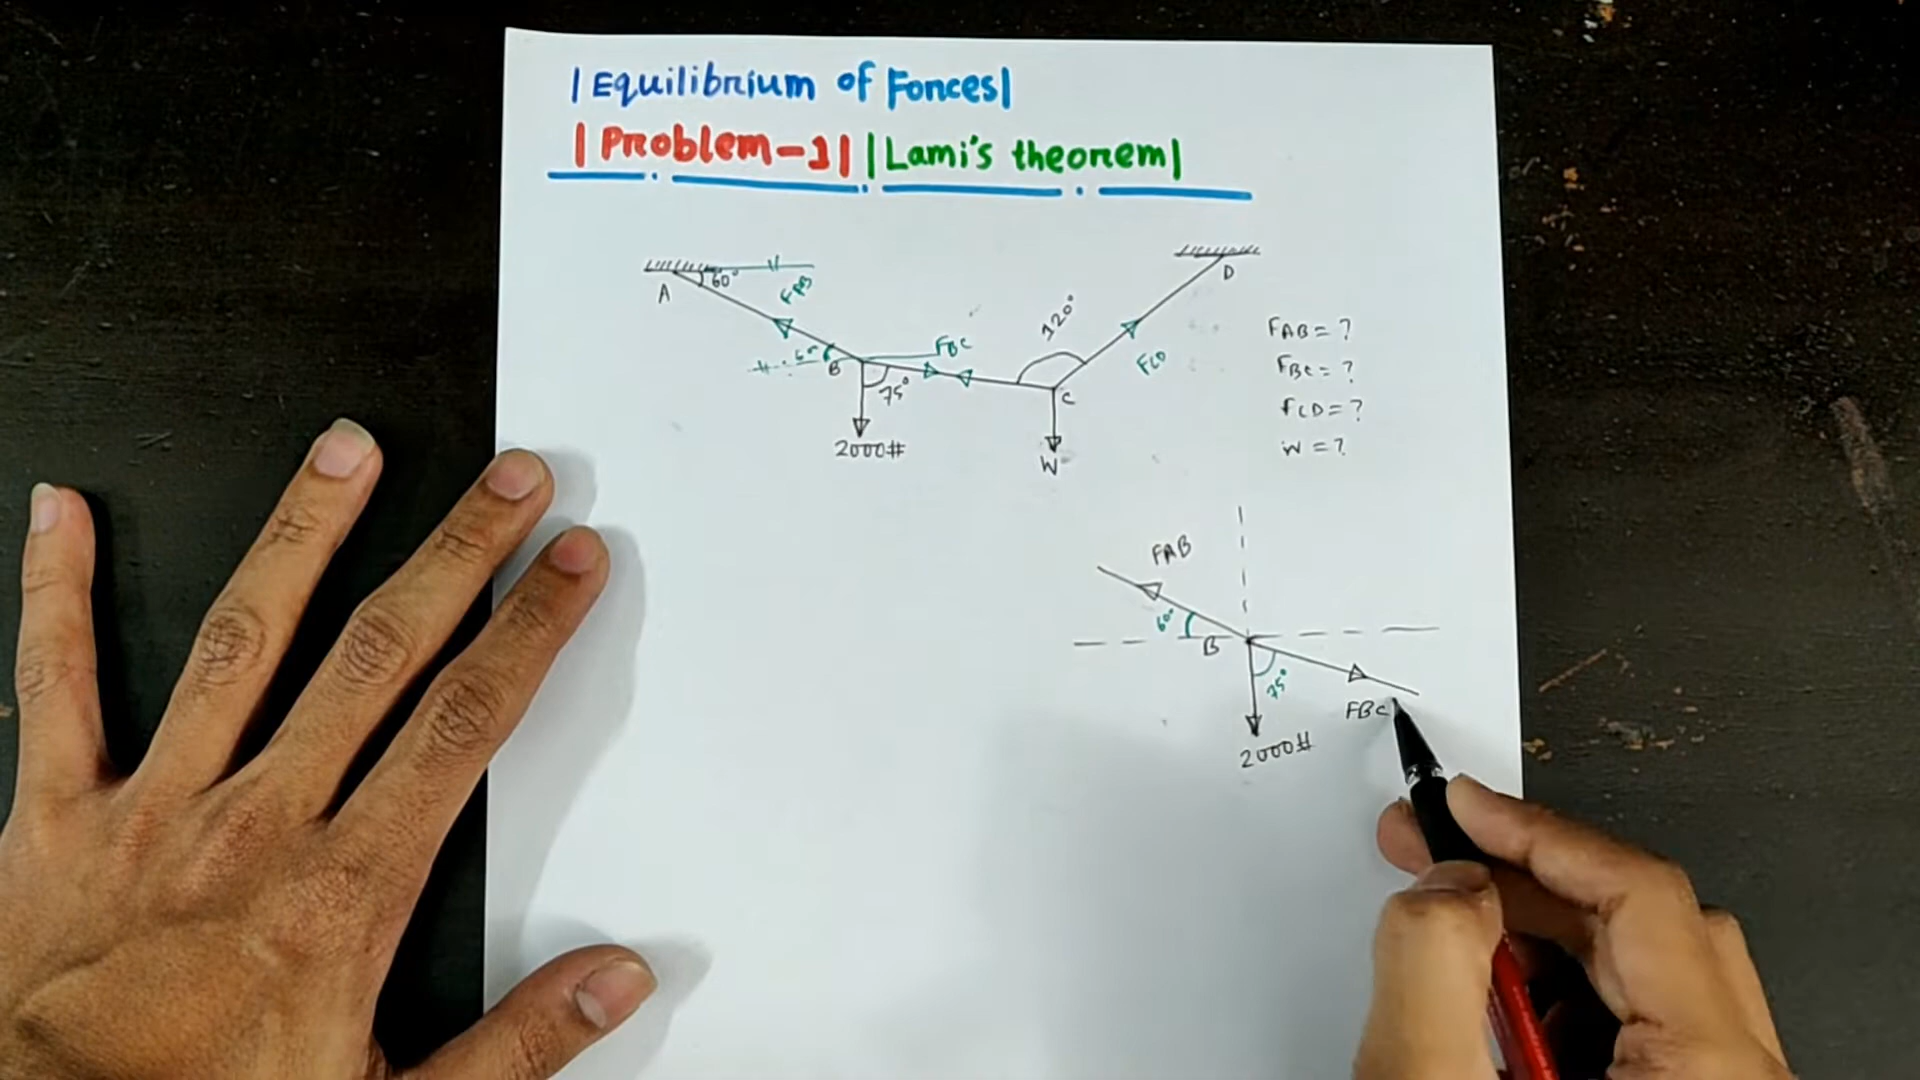 |Equilibrium of Forces|
|Problem-1| |Lami's theorem|
A
60°
FAB
D
120°
60°
B
FBC
75°
FCD
C
2000#
W
FAB = ?
FBC = ?
FCD = ?
W = ?
FAB
60°
B
75°
FBC
2000#